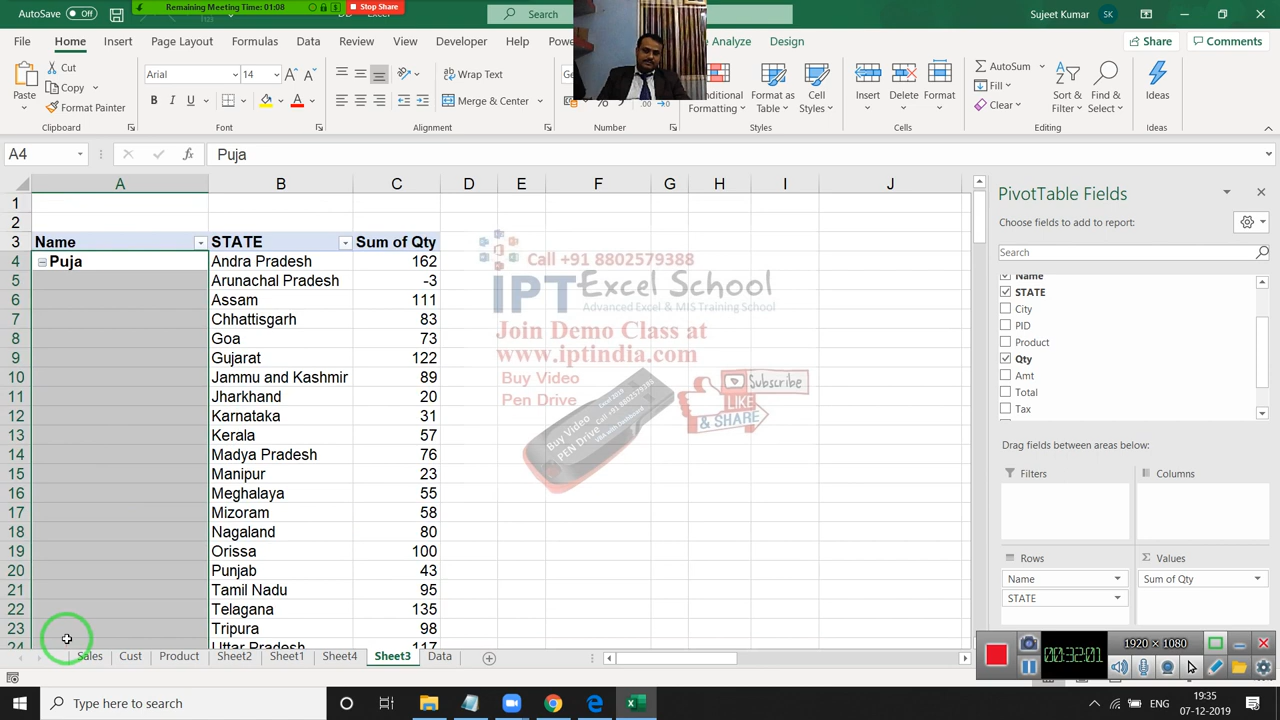 AutoSave Off
Remaining Meeting Time: 01:08
Stop Share
Excel
Search
Sujeet Kumar
SK
File Home Insert Page Layout Formulas Data Review View Developer Help Analyze Design
Share
Comments
Paste
Cut
Copy
Format Painter
Clipboard
Arial
14
Font
Wrap Text
Merge & Center
Alignment
Number
Conditional Formatting
Format as Table
Cell Styles
Styles
Insert
Delete
Format
Cells
AutoSum
Fill
Clear
Sort & Filter
Find & Select
Editing
Ideas
Ideas
A4
Puja
A B C D E F G H I J
1
2
3 Name STATE Sum of Qty
4 Puja Andra Pradesh 162
5 Arunachal Pradesh -3
6 Assam 111
7 Chhattisgarh 83
8 Goa 73
9 Gujarat 122
10 Jammu and Kashmir 89
11 Jharkhand 20
12 Karnataka 31
13 Kerala 57
14 Madya Pradesh 76
15 Manipur 23
16 Meghalaya 55
17 Mizoram 58
18 Nagaland 80
19 Orissa 100
20 Punjab 43
21 Tamil Nadu 95
22 Telagana 135
23 Tripura 98
24 Uttar Pradesh 117
Call +91 8802579388
IPT Excel School
Advanced Excel & MIS Training School
Join Demo Class at
www.iptindia.com
Buy Video
Pen Drive
Subscribe
LIKE
& SHARE
PivotTable Fields
Choose fields to add to report:
Search
Name
STATE
City
PID
Product
Qty
Amt
Total
Tax
Drag fields between areas below:
Filters
Columns
Rows
Values
Name
STATE
Sum of Qty
Sales Cust Product Sheet2 Sheet1 Sheet4 Sheet3 Data
1920 × 1080
00:32:01
Type here to search
ENG
19:35
07-12-2019